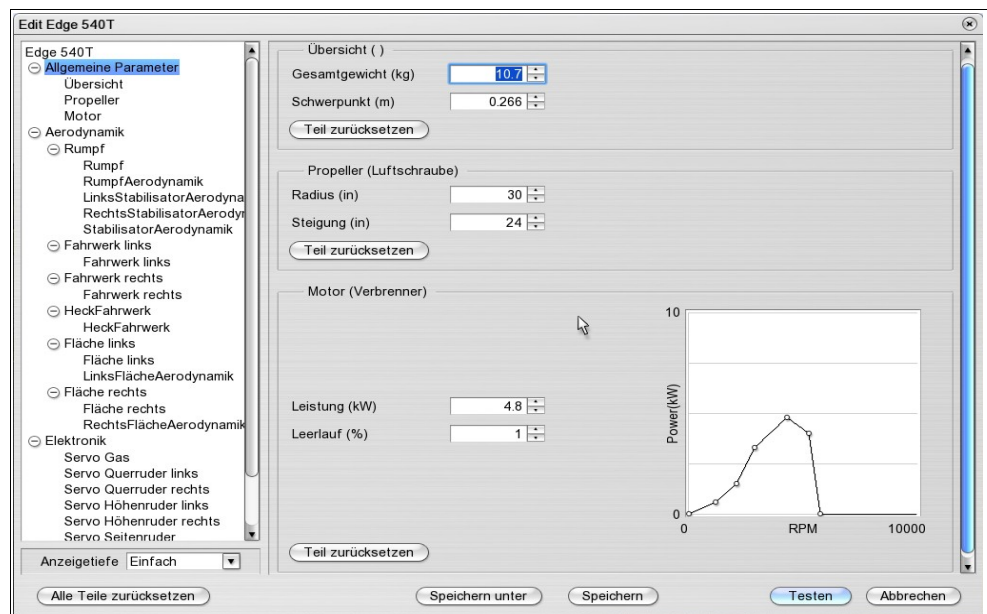 Edit Edge 540T
Edge 540T
Allgemeine Parameter
Übersicht
Propeller
Motor
Aerodynamik
Rumpf
Rumpf
RumpfAerodynamik
LinksStabilisatorAerodyna
RechtsStabilisatorAerodyr
StabilisatorAerodynamik
Fahrwerk links
Fahrwerk links
Fahrwerk rechts
Fahrwerk rechts
HeckFahrwerk
HeckFahrwerk
Fläche links
Fläche links
LinksFlächeAerodynamik
Fläche rechts
Fläche rechts
RechtsFlächeAerodynamik
Elektronik
Servo Gas
Servo Querruder links
Servo Querruder rechts
Servo Höhenruder links
Servo Höhenruder rechts
Servo Seitenruder
Anzeigetiefe Einfach
Übersicht ( )
Gesamtgewicht (kg) 10.7
Schwerpunkt (m) 0.266
Teil zurücksetzen
Propeller (Luftschraube)
Radius (in) 30
Steigung (in) 24
Teil zurücksetzen
Motor (Verbrenner)
Leistung (kW) 4.8
Leerlauf (%) 1
10
Power(kW)
0
0 RPM 10000
Teil zurücksetzen
Alle Teile zurücksetzen Speichern unter Speichern Testen Abbrechen